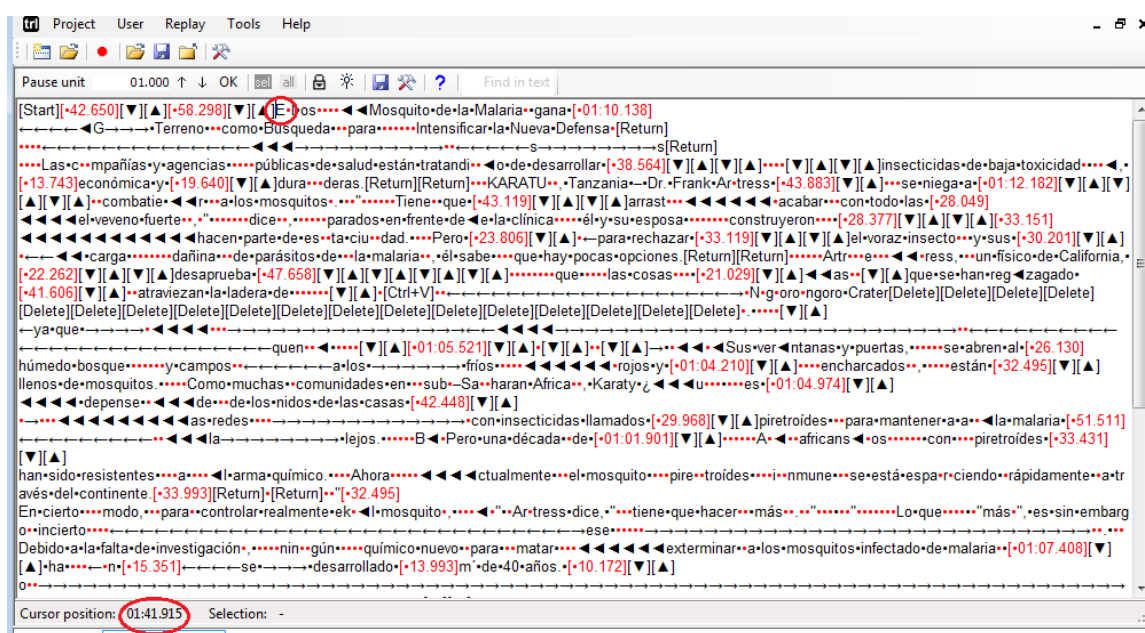 trl Project User Replay Tools Help
Pause unit 01.000 ↑ ↓ OK sel all ? Find in text
[Start][•42.650][▼][▲][•58.298][▼][▲]E•os••••◄◄Mosquito•de•la•Malaria••gana•[•01:10.138]
←←←←◄G→→→•Terreno•••como•Búsqueda•••para•••••••Intensificar•la•Nueva•Defensa•[Return]
••••←←←←←←←←←←←←←←←←◄◄→→→→→→→→→→→→••←←←←←←s→→→→→→→→→→s[Return]
••••Las•c••mpañías•y•agencias•••••públicas•de•salud•están•tratandi••◄o•de•desarrollar•[•38.564][▼][▲][▼][▲]••••[▼][▲][▼][▲]insecticidas•de•baja•toxicidad••••◄,•
[•13.743]económica•y•[•19.640][▼][▲]dura•••deras.[Return][Return]•••KARATU••,•Tanzania•–•Dr.•Frank•Ar•tress•[•43.883][▼][▲]•••se•niega•a•[•01:12.182][▼][▲][▼]
[▲][▼][▲]••combatie•◄◄r•••a•los•mosquitos•.•••"•••••••Tiene••que•[•43.119][▼][▲][▼][▲]arrast•••◄◄◄◄◄◄•acabar•••con•todo•las•[•28.049]
◄◄◄◄el•veveno•fuerte••,•"•••••••dice••,••••••parados•en•frente•de◄e•la•clínica•••••él•y•su•esposa••••••••construyeron••••[•28.377][▼][▲][▼][▲][•33.151]
◄◄◄◄◄◄◄◄◄◄◄◄hacen•parte•de•es••ta•ciu••dad.••••Pero•[•23.806][▼][▲]•←para•rechazar•[•33.119][▼][▲][▼][▲]el•voraz•insecto•••y•sus•[•30.201][▼][▲]
•←←◄◄•carga••••••••dañina•••de•parásitos•de•••la•malaria••,•él•sabe••••que•hay•pocas•opciones.[Return][Return]••••••Artr•••e•••◄◄••ress,•••un•físico•de•California,•
[•22.262][▼][▲][▼][▲]desaprueba•[•47.658][▼][▲][▼][▲][▼][▲][▼][▲]••••••••que•••••las•cosas••••[•21.029][▼][▲]◄◄as••[▼][▲]que•se•han•reg◄zagado•
[•41.606][▼][▲]••atraviezan•la•ladera•de•••••••[▼][▲]•[Ctrl+V]••←←←←←←←←←←←←←←←←←←←←←•N•g•oro•ngoro•Crater[Delete][Delete][Delete][Delete]
[Delete][Delete][Delete][Delete][Delete][Delete][Delete][Delete][Delete][Delete][Delete][Delete][Delete][Delete]•.••••••[▼][▲]
←ya•que•→→→→•◄◄◄◄•••→→→→→→→→→→→→→→→→←←←◄◄◄◄→→→→→→→→→→→→→→→→→→→→→→→→→→→••←←←←←←←←←←
←←←←←←←←←←←←←←←←←quen••◄•••••[▼][▲][•01:05.521][▼][▲]•[▼][▲]••[▼][▲]→••◄◄•◄Sus•ver◄ntanas•y•puertas,•••••••se•abren•al•[•26.130]
húmedo•bosque•••••••y•campos••←←←←←←a•los•→→→→→•fríos•••••◄◄◄◄◄◄•rojos•y•[•01:04.210][▼][▲]••••encharcados••,•••••están•[•32.495][▼][▲]
llenos•de•mosquitos.•••••Como•muchas••comunidades•en•••sub•–Sa••haran•Africa••,•Karaty•¿◄◄◄u•••••••es•[•01:04.974][▼][▲]
◄◄◄◄•depense••◄◄◄de•••de•los•nidos•de•las•casas•[•42.448][▼][▲]
•→•••◄◄◄◄◄◄◄◄◄as•redes••••→→→→→→→→→→→→→→→•con•insecticidas•llamados•[•29.968][▼][▲]piretroídes•••para•mantener•a•a••◄la•malaria•[•51.511]
←←←←←←←←←←←←←••◄◄◄la→→→→→→→→→•lejos.••••••B◄•Pero•una•década••de•[•01:01.901][▼][▲]••••••A•◄••africans◄•os•••••••con••••piretroídes•[•33.431]
[▼][▲]
han•sido•resistentes••••a••••◄l•arma•químico.••••Ahora•••••◄◄◄◄ctualmente•••el•mosquito••••pire••troídes••••i••nmune•••se•está•espa•r•ciendo••rápidamente••a•tr
avés•del•continente.[•33.993][Return]•[Return]••"[•32.495]
En•cierto••••modo,•••para••controlar•realmente•ek•◄l•mosquito•,••••◄•"••Ar•tress•dice,•"•••tiene•que•hacer•••más••.••"••••••"•••••••Lo•que••••••"más•",•es•sin•embarg
o••incierto••••←←←←←←←←←←←←←←←←←←←←←←←←←←←←←←←←←←ese••••••→→→→→→→→→→→→→→→→→→→→→→→→→→→→→→→→••.•••
Debido•a•la•falta•de•investigación•,•••••nin••gún•••••químico•nuevo••para•••matar••••◄◄◄◄◄◄exterminar••a•los•mosquitos•infectado•de•malaria••[•01:07.408][▼]
[▲]•ha••••←•n•[•15.351]←←←←se•→→→→•desarrollado•[•13.993]m´•de•40•años.•[•10.172][▼][▲]
o••→→→→→→→→→→→→→→→→→→→→→→→→→→→→→→→→→→→→→→→→→→→→→→→→→→→→→→→→→→→→→→→→→→→→→→→→→→→→→→
Cursor position: 01:41.915 Selection: -